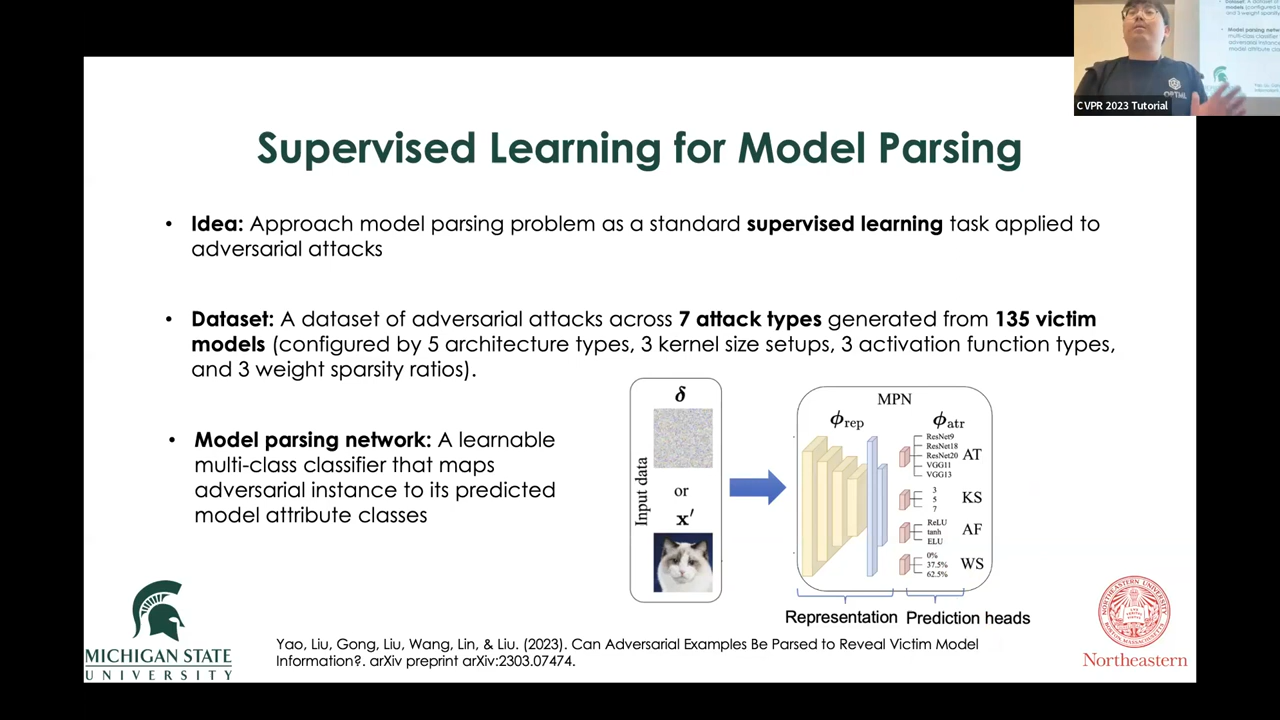 CVPR 2023 Tutorial
Supervised Learning for Model Parsing
• Idea: Approach model parsing problem as a standard supervised learning task applied to
adversarial attacks
• Dataset: A dataset of adversarial attacks across 7 attack types generated from 135 victim
models (configured by 5 architecture types, 3 kernel size setups, 3 activation function types,
and 3 weight sparsity ratios).
• Model parsing network: A learnable
multi-class classifier that maps
adversarial instance to its predicted
model attribute classes
Input data
δ
or
x′
MPN
ϕrep
ϕatr
ResNet9
ResNet18
ResNet20
VGG11
VGG13
AT
3
5
7
KS
ReLU
tanh
ELU
AF
0%
37.5%
62.5%
WS
Representation
Prediction heads
MICHIGAN STATE
UNIVERSITY
Yao, Liu, Gong, Liu, Wang, Lin, & Liu. (2023). Can Adversarial Examples Be Parsed to Reveal Victim Model
Information?. arXiv preprint arXiv:2303.07474.
Northeastern